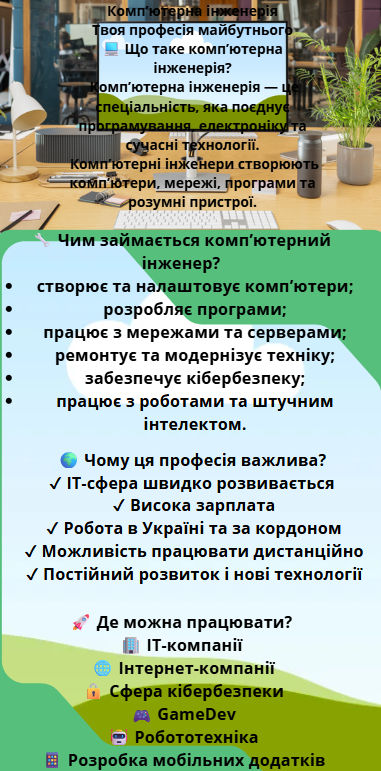 Комп’ютерна інженерія
Твоя професія майбутнього
💻 Що таке комп’ютерна
інженерія?
Комп’ютерна інженерія — це
спеціальність, яка поєднує
програмування, електроніку та
сучасні технології.
Комп’ютерні інженери створюють
комп’ютери, мережі, програми та
розумні пристрої.
🔧 Чим займається комп’ютерний
інженер?
• створює та налаштовує комп’ютери;
• розробляє програми;
• працює з мережами та серверами;
• ремонтує та модернізує техніку;
• забезпечує кібербезпеку;
• працює з роботами та штучним
інтелектом.
🌍 Чому ця професія важлива?
✓ ІТ-сфера швидко розвивається
✓ Висока зарплата
✓ Робота в Україні та за кордоном
✓ Можливість працювати дистанційно
✓ Постійний розвиток і нові технології
🚀 Де можна працювати?
🏢 ІТ-компанії
🌐 Інтернет-компанії
🔒 Сфера кібербезпеки
🎮 GameDev
🤖 Робототехніка
📱 Розробка мобільних додатків